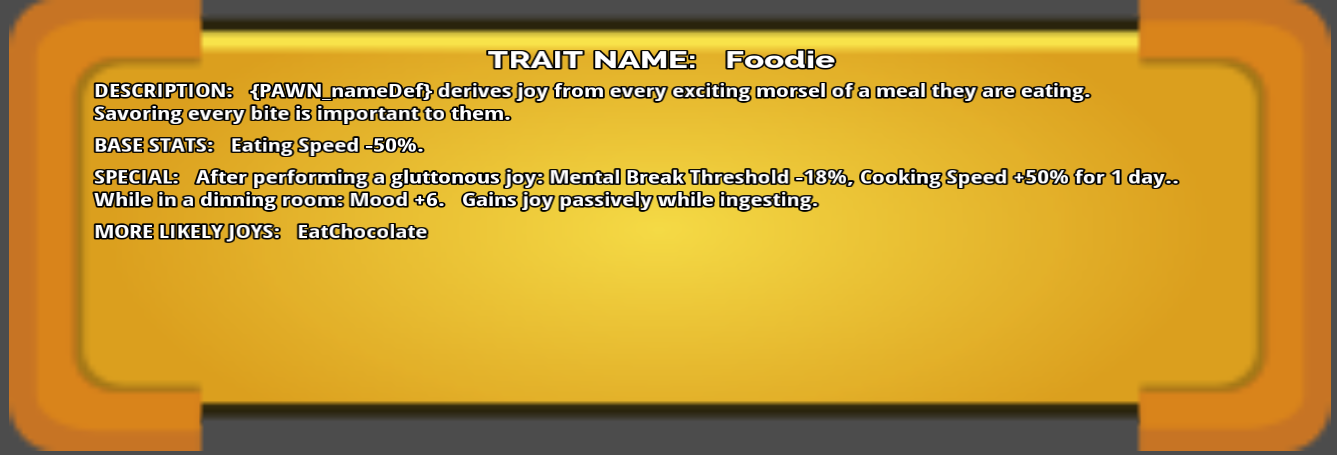 TRAIT NAME: Foodie
DESCRIPTION: {PAWN_nameDef} derives joy from every exciting morsel of a meal they are eating.
Savoring every bite is important to them.
BASE STATS: Eating Speed -50%.
SPECIAL: After performing a gluttonous joy: Mental Break Threshold -18%, Cooking Speed +50% for 1 day..
While in a dinning room: Mood +6. Gains joy passively while ingesting.
MORE LIKELY JOYS: EatChocolate